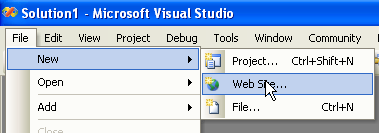 Solution1 - Microsoft Visual Studio
File Edit View Project Debug Tools Window Community
New
Open
Add
Close
Project... Ctrl+Shift+N
Web Site...
File... Ctrl+N